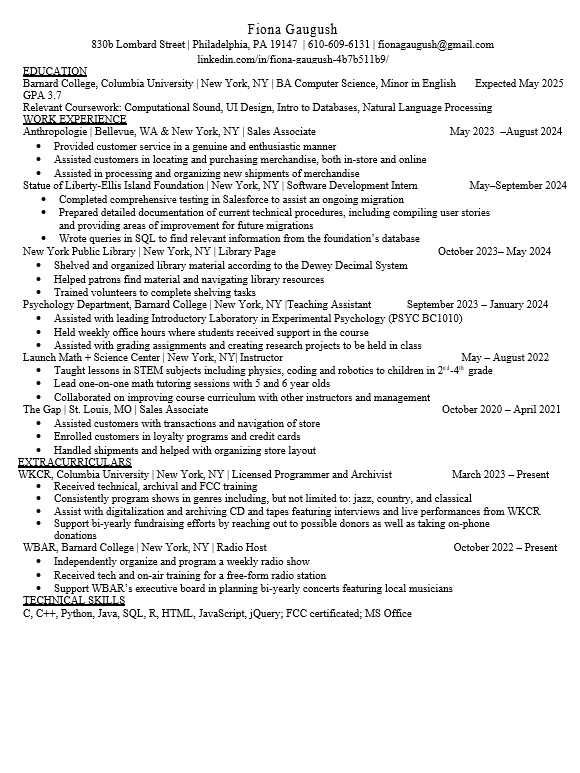 Fiona Gaugush
830b Lombard Street | Philadelphia, PA 19147 | 610-609-6131 | fionagaugush@gmail.com
linkedin.com/in/fiona-gaugush-4b7b511b9/
EDUCATION
Barnard College, Columbia University | New York, NY | BA Computer Science, Minor in English Expected May 2025
GPA 3.7
Relevant Coursework: Computational Sound, UI Design, Intro to Databases, Natural Language Processing
WORK EXPERIENCE
Anthropologie | Bellevue, WA & New York, NY | Sales Associate May 2023 –August 2024
• Provided customer service in a genuine and enthusiastic manner
• Assisted customers in locating and purchasing merchandise, both in-store and online
• Assisted in processing and organizing new shipments of merchandise
Statue of Liberty-Ellis Island Foundation | New York, NY | Software Development Intern May–September 2024
• Completed comprehensive testing in Salesforce to assist an ongoing migration
• Prepared detailed documentation of current technical procedures, including compiling user stories
and providing areas of improvement for future migrations
• Wrote queries in SQL to find relevant information from the foundation's database
New York Public Library | New York, NY | Library Page October 2023– May 2024
• Shelved and organized library material according to the Dewey Decimal System
• Helped patrons find material and navigating library resources
• Trained volunteers to complete shelving tasks
Psychology Department, Barnard College | New York, NY |Teaching Assistant September 2023 – January 2024
• Assisted with leading Introductory Laboratory in Experimental Psychology (PSYC BC1010)
• Held weekly office hours where students received support in the course
• Assisted with grading assignments and creating research projects to be held in class
Launch Math + Science Center | New York, NY| Instructor May – August 2022
• Taught lessons in STEM subjects including physics, coding and robotics to children in 2nd-4th grade
• Lead one-on-one math tutoring sessions with 5 and 6 year olds
• Collaborated on improving course curriculum with other instructors and management
The Gap | St. Louis, MO | Sales Associate October 2020 – April 2021
• Assisted customers with transactions and navigation of store
• Enrolled customers in loyalty programs and credit cards
• Handled shipments and helped with organizing store layout
EXTRACURRICULARS
WKCR, Columbia University | New York, NY | Licensed Programmer and Archivist March 2023 – Present
• Received technical, archival and FCC training
• Consistently program shows in genres including, but not limited to: jazz, country, and classical
• Assist with digitalization and archiving CD and tapes featuring interviews and live performances from WKCR
• Support bi-yearly fundraising efforts by reaching out to possible donors as well as taking on-phone
donations
WBAR, Barnard College | New York, NY | Radio Host October 2022 – Present
• Independently organize and program a weekly radio show
• Received tech and on-air training for a free-form radio station
• Support WBAR's executive board in planning bi-yearly concerts featuring local musicians
TECHNICAL SKILLS
C, C++, Python, Java, SQL, R, HTML, JavaScript, jQuery; FCC certificated; MS Office